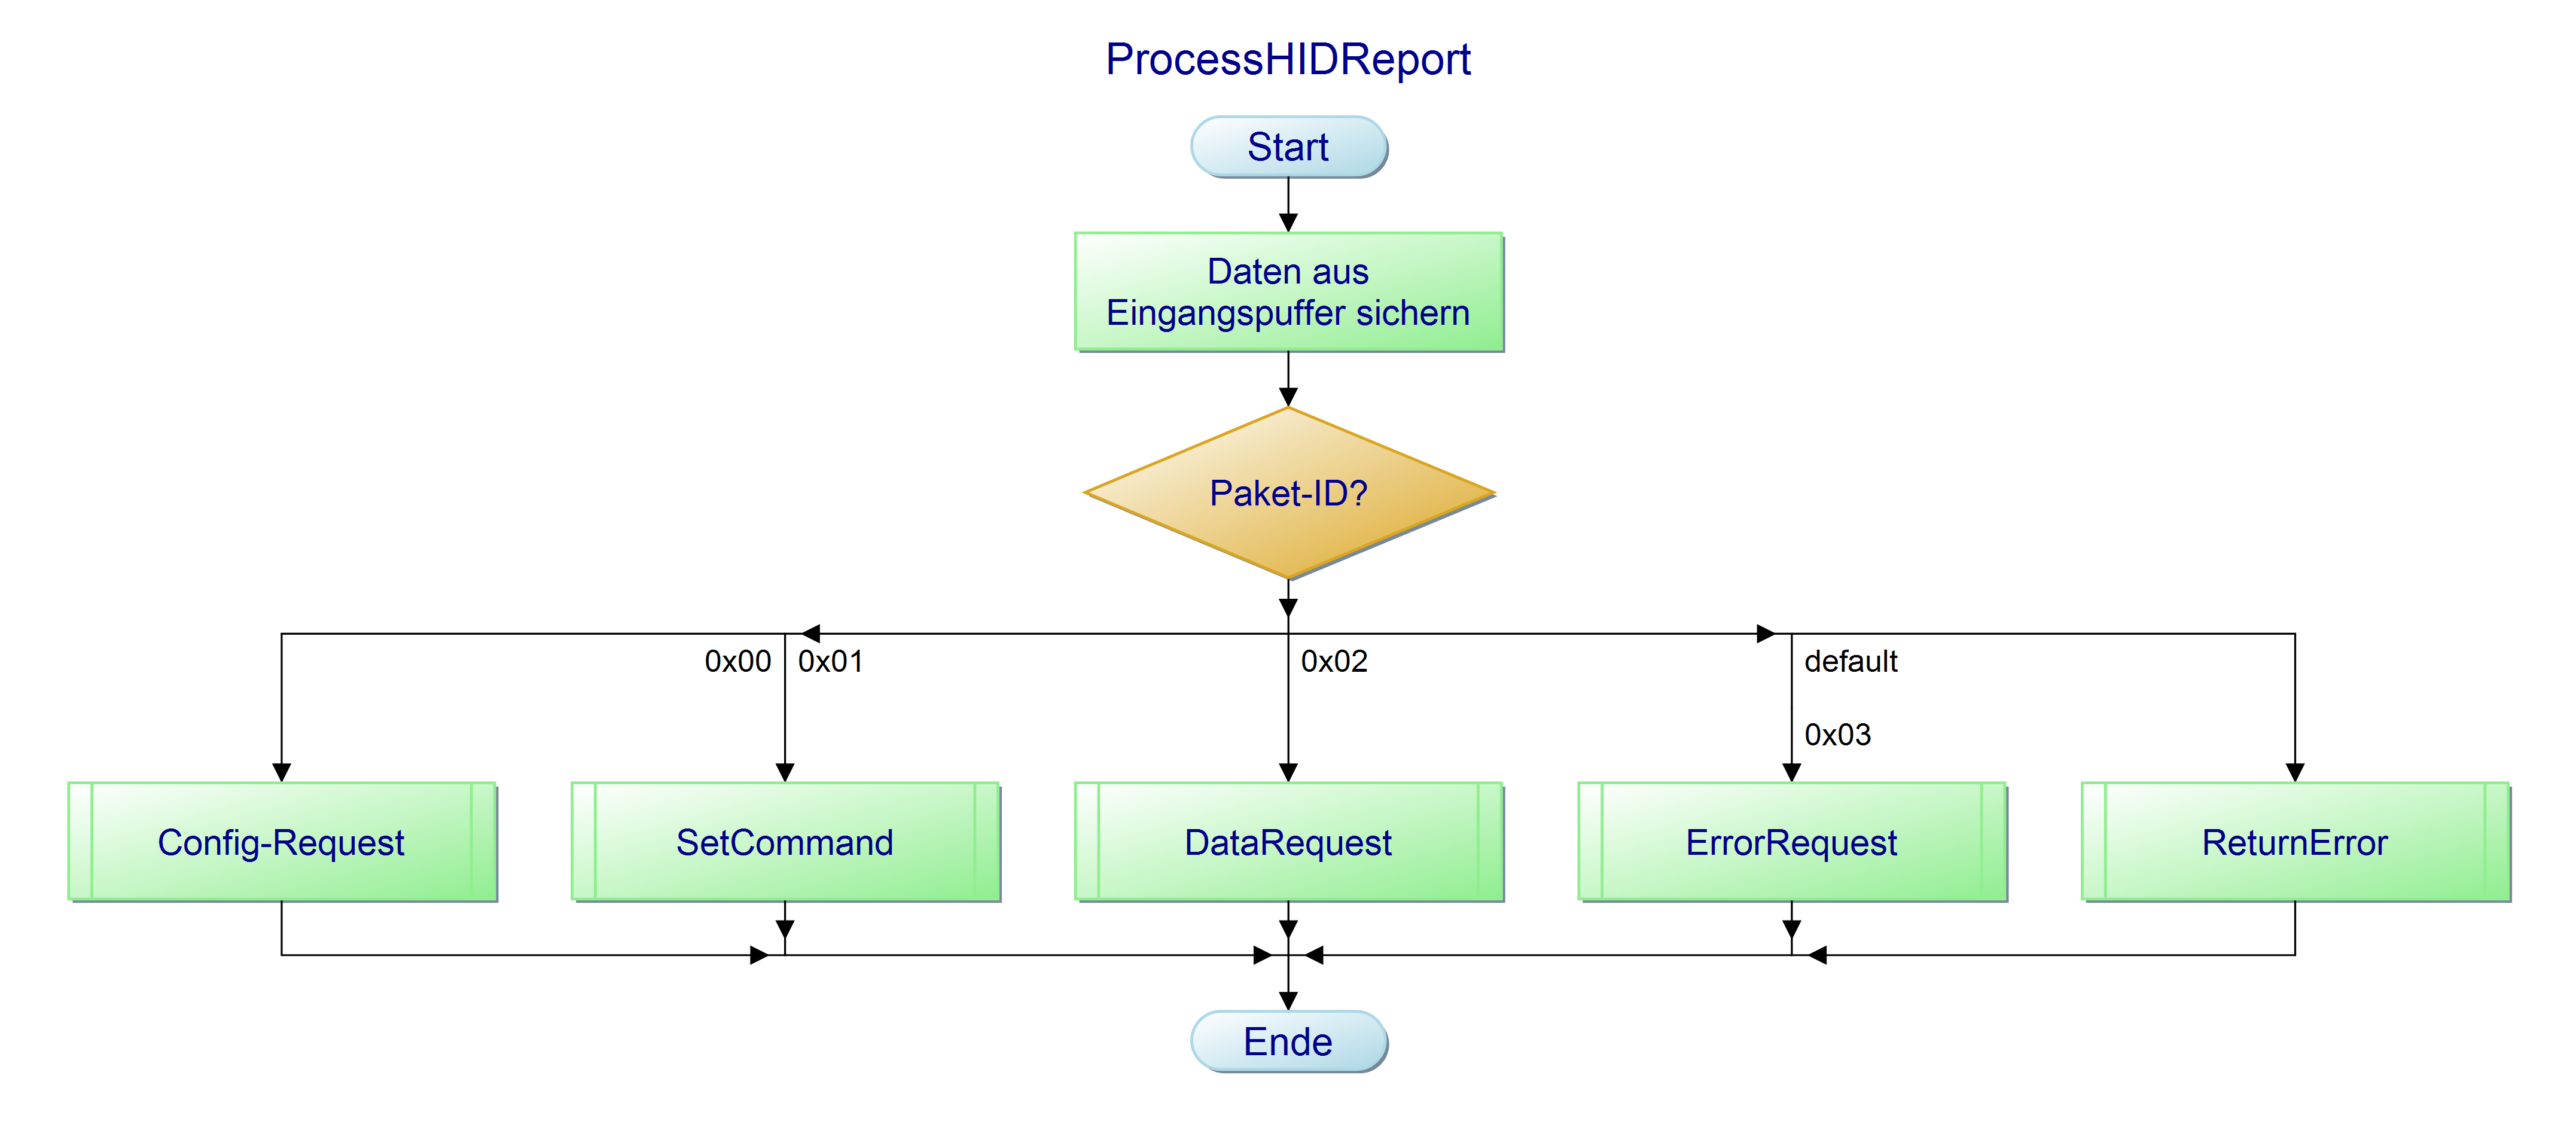 ProcessHIDReport
Start
Daten aus
Eingangspuffer sichern
Paket-ID?
0x00
0x01
0x02
default
0x03
Config-Request
SetCommand
DataRequest
ErrorRequest
ReturnError
Ende